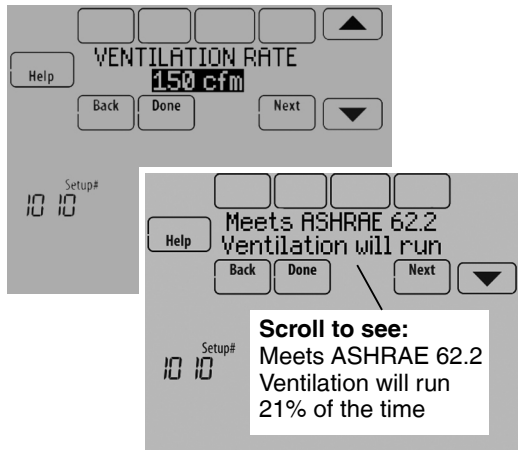 VENTILATION RATE
Help
150 cfm
Back Done Next
Setup#
10 10
Meets ASHRAE 62.2
Help
Ventilation will run
Back Done Next
Setup#
10 10
Scroll to see:
Meets ASHRAE 62.2
Ventilation will run
21% of the time